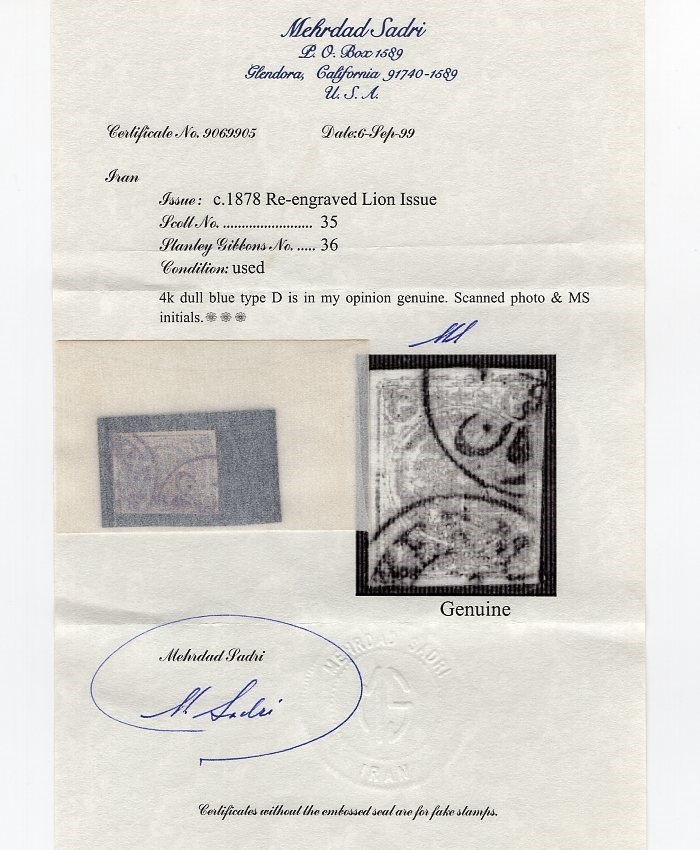 Mehrdad Sadri
P. O. Box 1589
Glendora, California 91740-1589
U. S. A.
Certificate No. 9069905 Date:6-Sep-99
Iran
Issue: c.1878 Re-engraved Lion Issue
Scott No. ........................ 35
Stanley Gibbons No. ..... 36
Condition: used
4k dull blue type D is in my opinion genuine. Scanned photo & MS
initials.
Genuine
Mehrdad Sadri
M. Sadri
MEHRDAD SADRI
IRAN
Certificates without the embossed seal are for fake stamps.